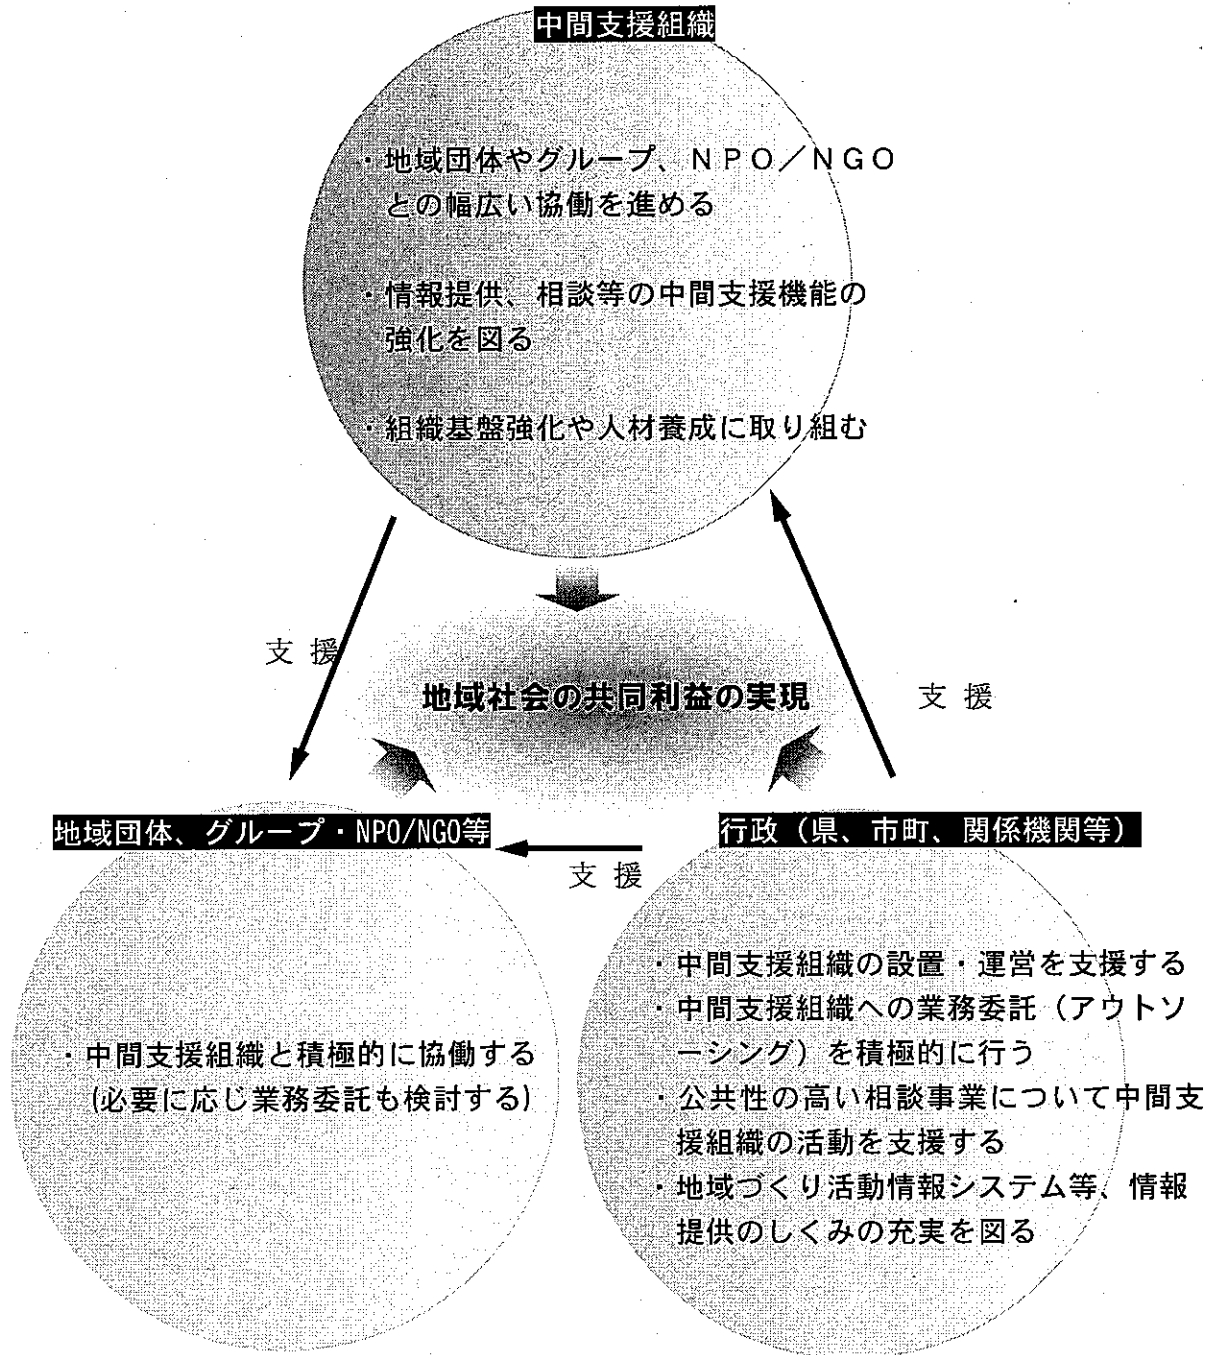 中間支援組織
・地域団体やグループ、ＮＰＯ／ＮＧＯ
との幅広い協働を進める
・情報提供、相談等の中間支援機能の
強化を図る
・組織基盤強化や人材養成に取り組む
支 援
地域社会の共同利益の実現
支 援
地域団体、グループ・NPO/NGO等
支 援
行政（県、市町、関係機関等）
・中間支援組織と積極的に協働する
(必要に応じ業務委託も検討する)
・中間支援組織の設置・運営を支援する
・中間支援組織への業務委託（アウトソ
ーシング）を積極的に行う
・公共性の高い相談事業について中間支
援組織の活動を支援する
・地域づくり活動情報システム等、情報
提供のしくみの充実を図る